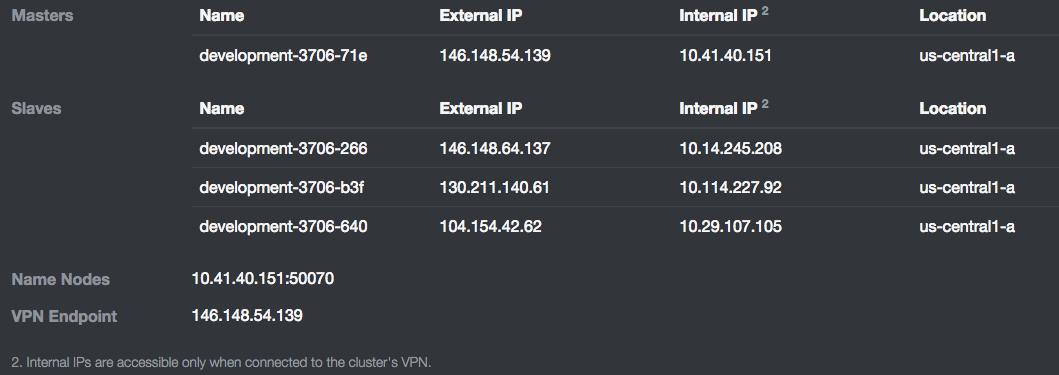 Masters Name External IP Internal IP 2 Location
development-3706-71e 146.148.54.139 10.41.40.151 us-central1-a
Slaves Name External IP Internal IP 2 Location
development-3706-266 146.148.64.137 10.14.245.208 us-central1-a
development-3706-b3f 130.211.140.61 10.114.227.92 us-central1-a
development-3706-640 104.154.42.62 10.29.107.105 us-central1-a
Name Nodes 10.41.40.151:50070
VPN Endpoint 146.148.54.139
2. Internal IPs are accessible only when connected to the cluster's VPN.